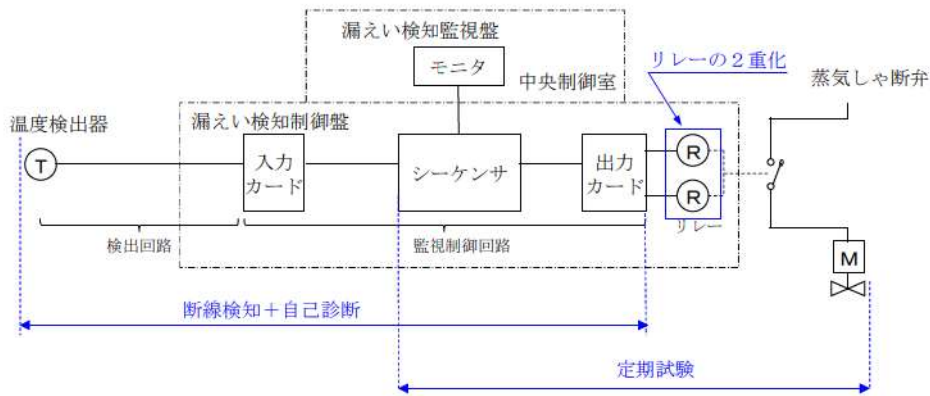 漏えい検知監視盤
モニタ
中央制御室
リレーの２重化
蒸気しゃ断弁
温度検出器
漏えい検知制御盤
T
入力
カード
シーケンサ
出力
カード
R
R
リレー
検出回路
監視制御回路
M
断線検知＋自己診断
定期試験